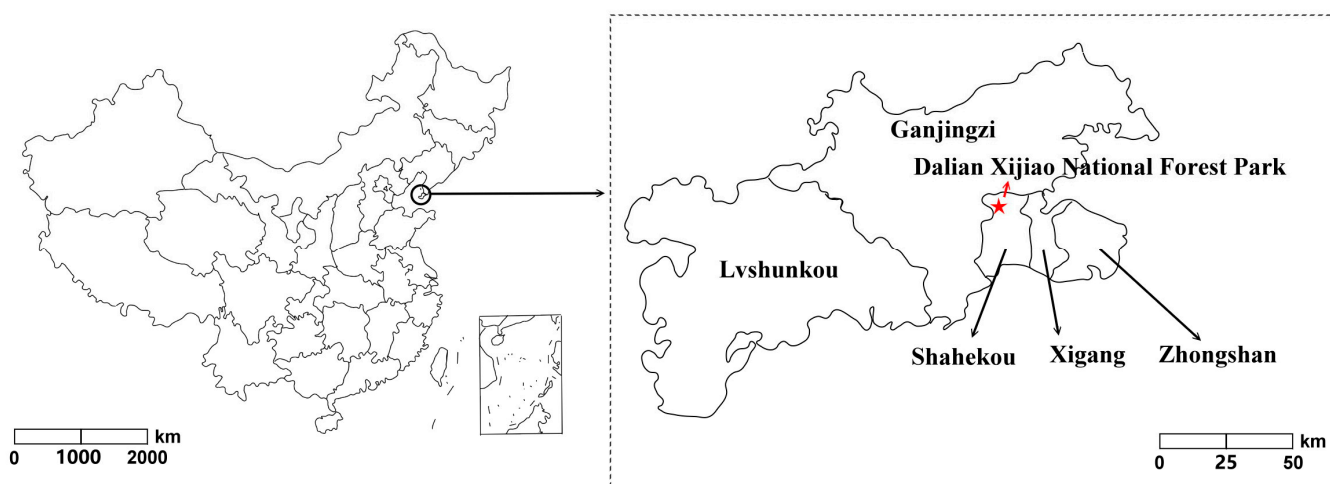 Ganjingzi
Dalian Xijiao National Forest Park
Lvshunkou
Shahekou
Xigang
Zhongshan
km
0 1000 2000
km
0 25 50